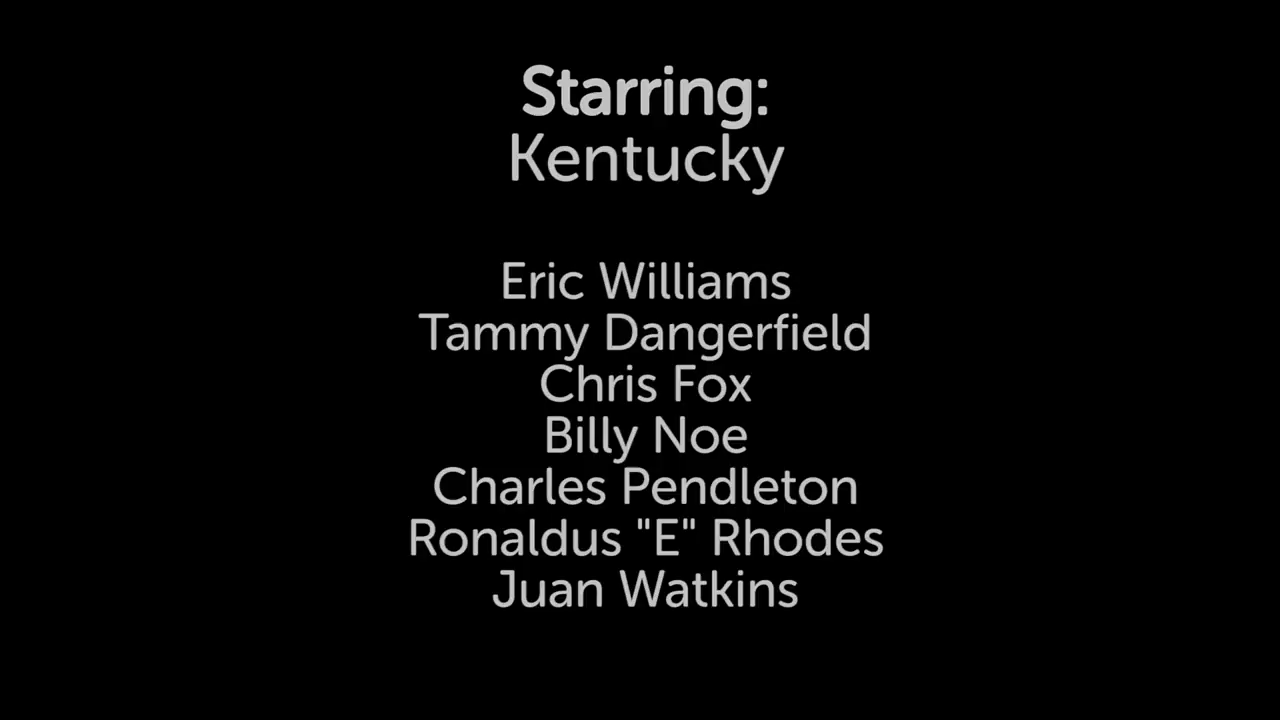 Starring:
Kentucky
Eric Williams
Tammy Dangerfield
Chris Fox
Billy Noe
Charles Pendleton
Ronaldus "E" Rhodes
Juan Watkins